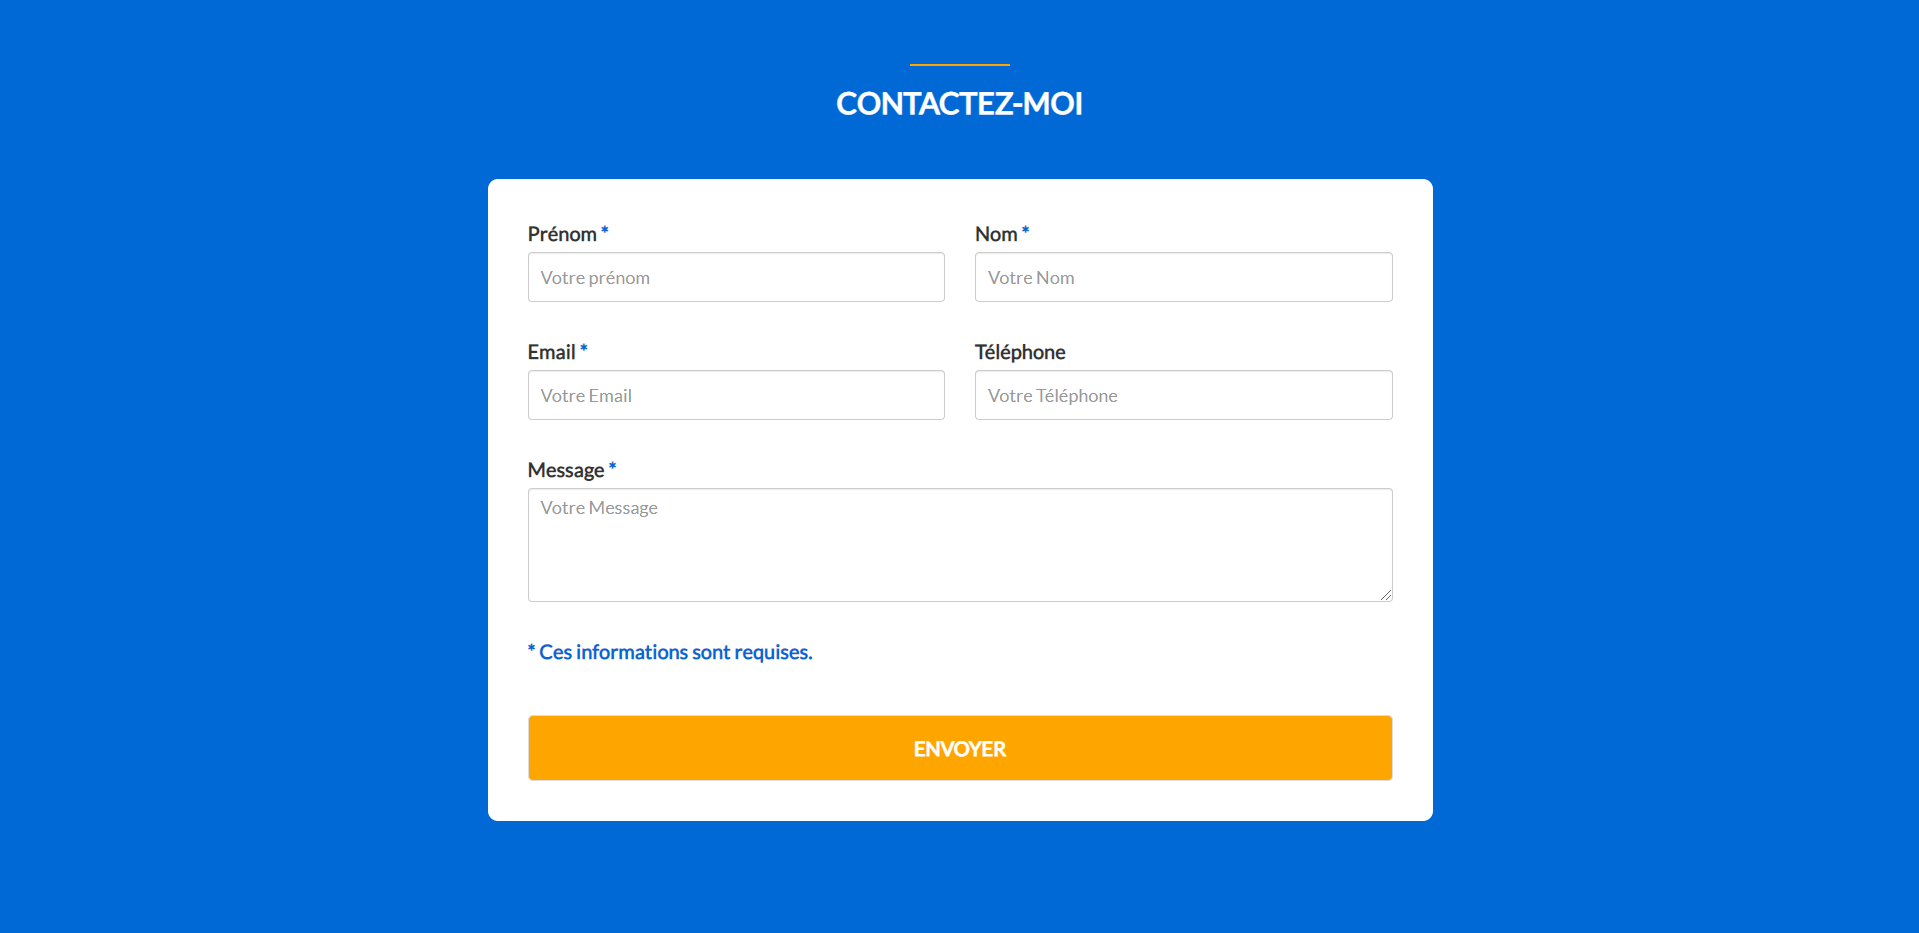 CONTACTEZ-MOI
Prénom *
Nom *
Votre prénom
Votre Nom
Email *
Téléphone
Votre Email
Votre Téléphone
Message *
Votre Message
* Ces informations sont requises.
ENVOYER